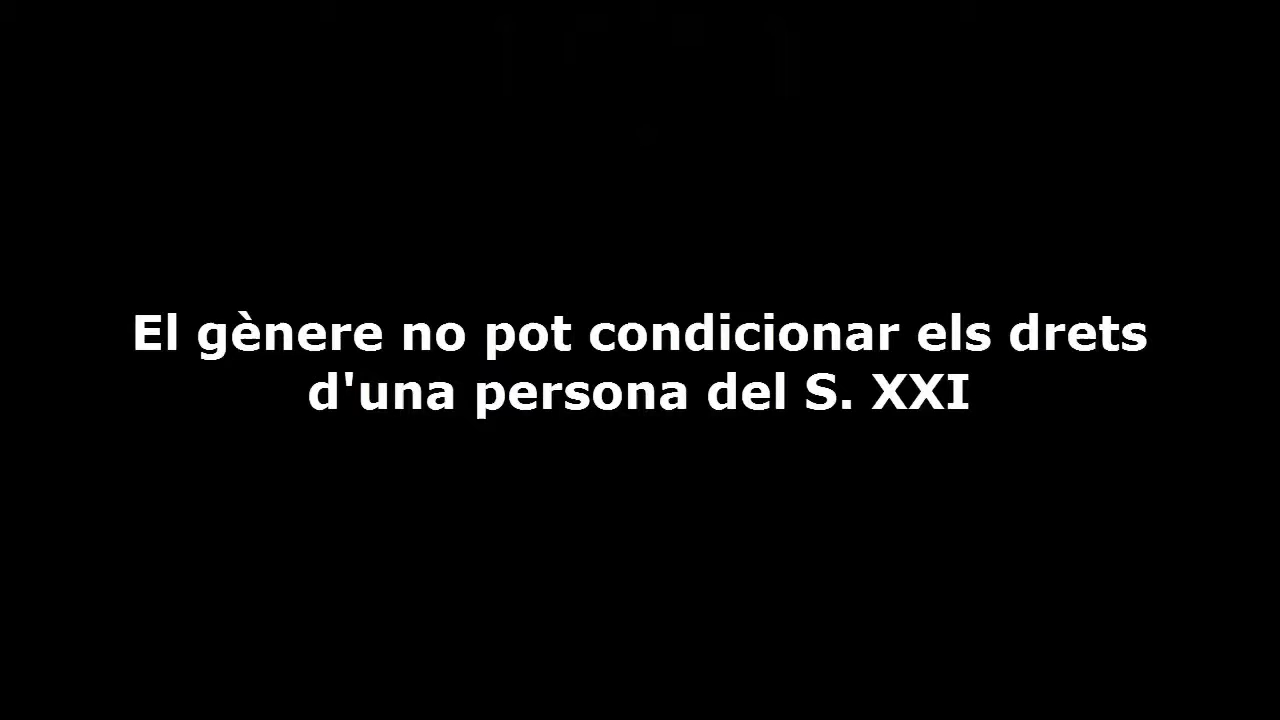 El gènere no pot condicionar els drets
d'una persona del S. XXI